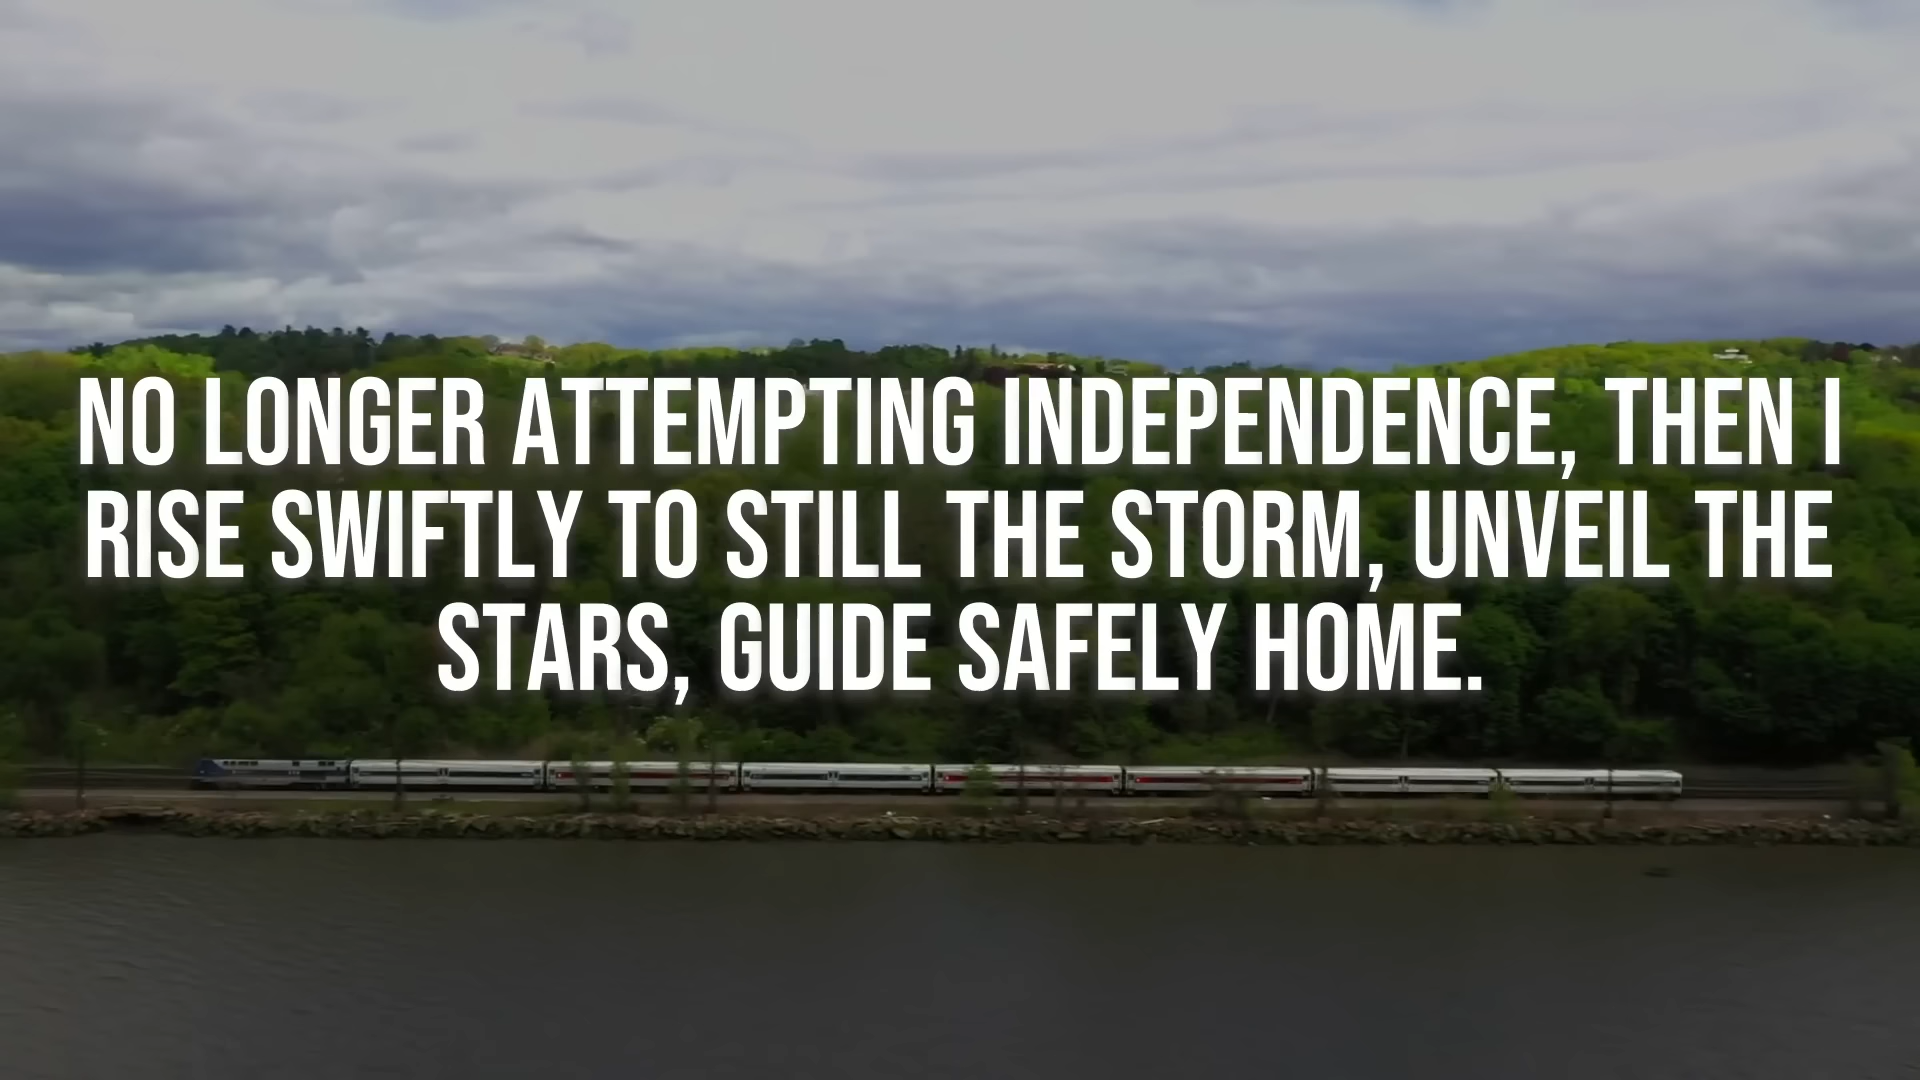 NO LONGER ATTEMPTING INDEPENDENCE, THEN I
RISE SWIFTLY TO STILL THE STORM, UNVEIL THE
STARS, GUIDE SAFELY HOME.